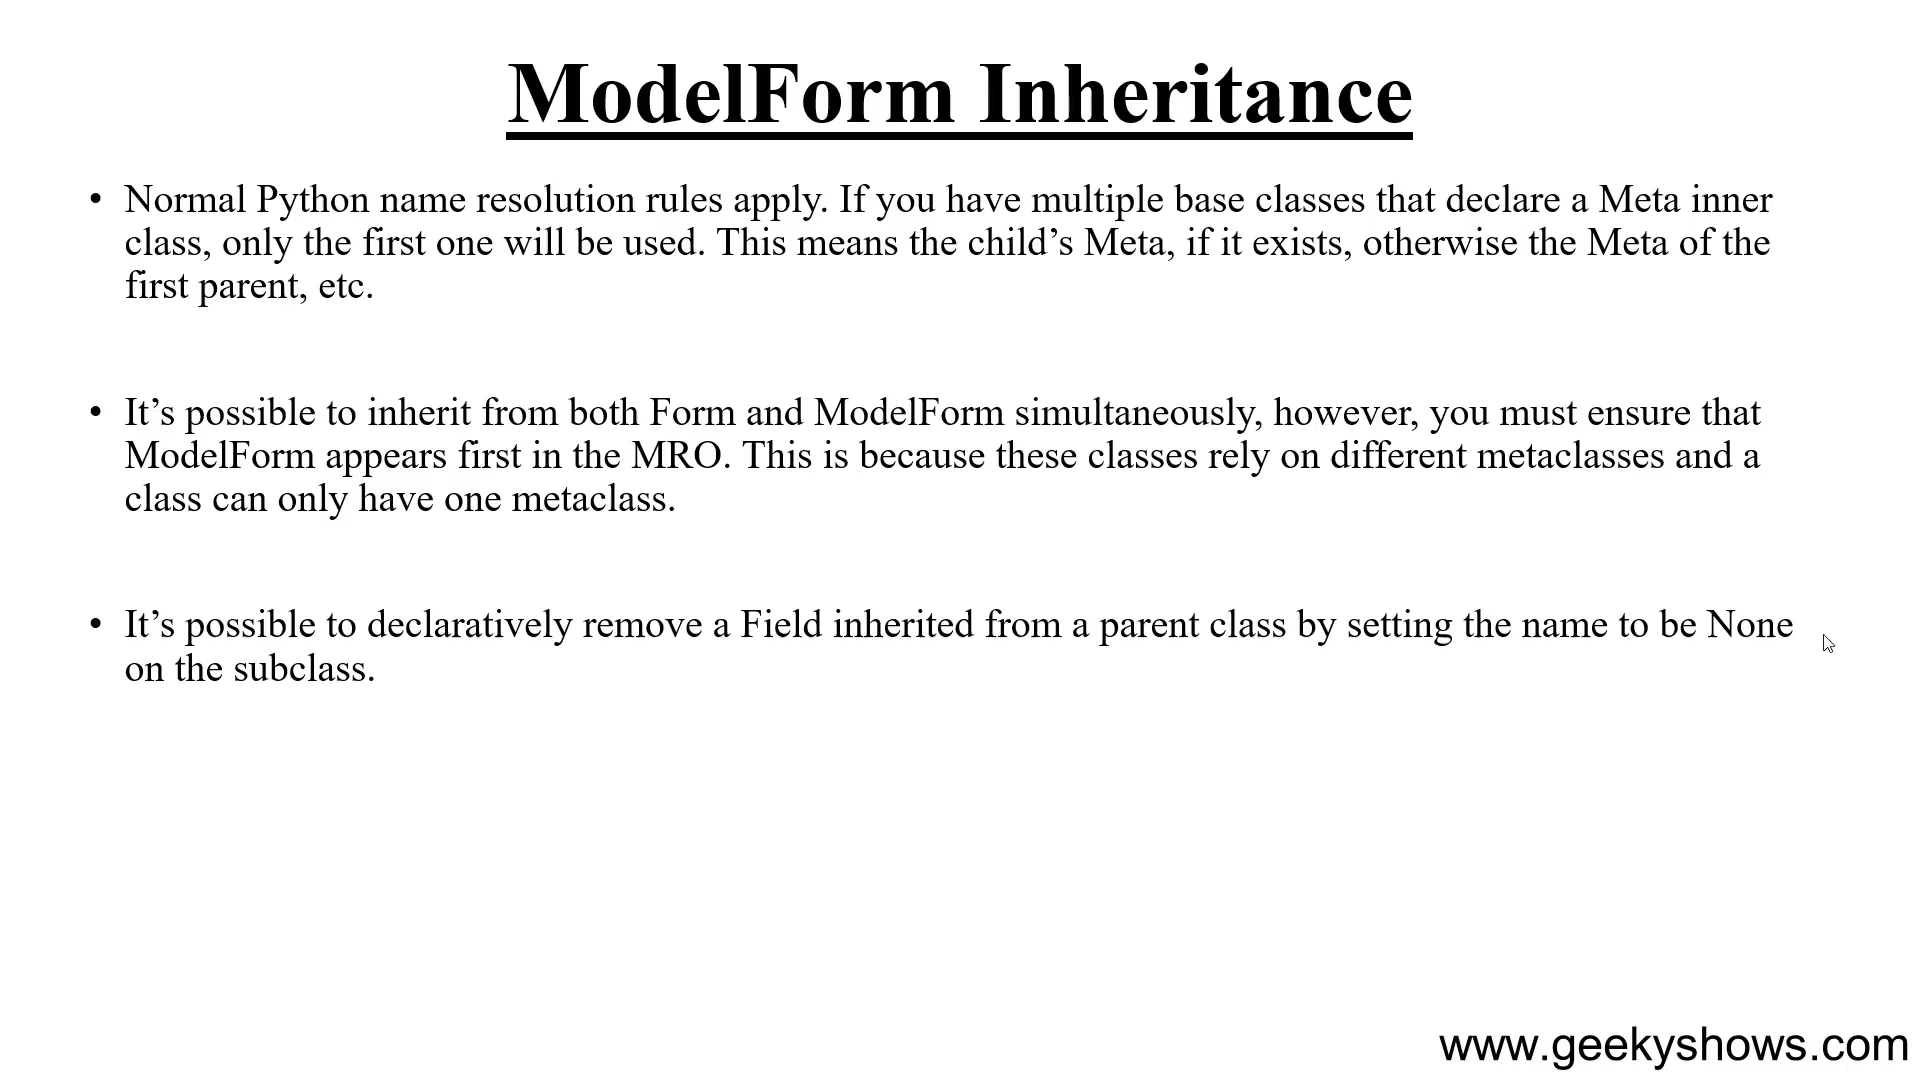 ModelForm Inheritance
• Normal Python name resolution rules apply. If you have multiple base classes that declare a Meta inner
class, only the first one will be used. This means the child’s Meta, if it exists, otherwise the Meta of the
first parent, etc.
• It’s possible to inherit from both Form and ModelForm simultaneously, however, you must ensure that
ModelForm appears first in the MRO. This is because these classes rely on different metaclasses and a
class can only have one metaclass.
• It’s possible to declaratively remove a Field inherited from a parent class by setting the name to be None
on the subclass.
www.geekyshows.com